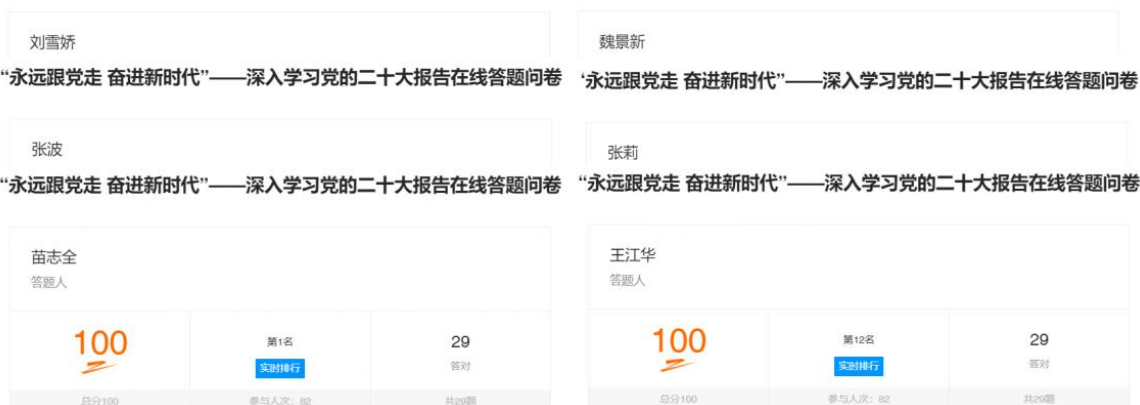 刘雪娇
“永远跟党走 奋进新时代”——深入学习党的二十大报告在线答题问卷
张波
“永远跟党走 奋进新时代”——深入学习党的二十大报告在线答题问卷
苗志全
答题人
100
第1名
实时排行
29
答对
总分100
参与人次：82
共29题
魏景新
“永远跟党走 奋进新时代”——深入学习党的二十大报告在线答题问卷
张莉
“永远跟党走 奋进新时代”——深入学习党的二十大报告在线答题问卷
王江华
答题人
100
第12名
实时排行
29
答对
总分100
参与人次：82
共29题